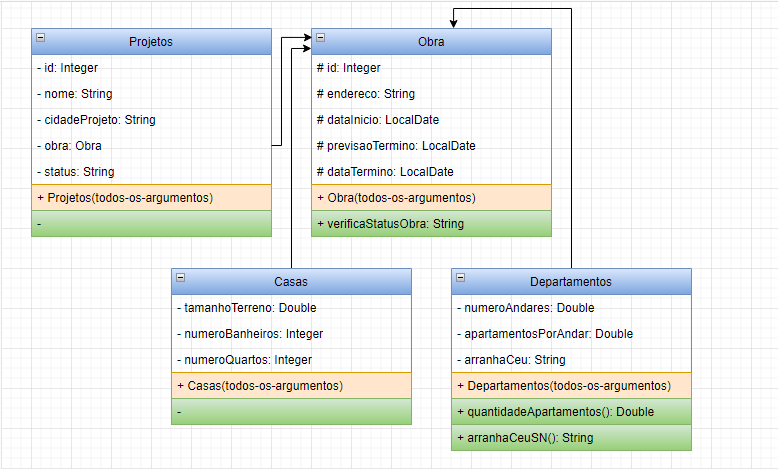 Projetos
- id: Integer
- nome: String
- cidadeProjeto: String
- obra: Obra
- status: String
+ Projetos(todos-os-argumentos)
-
Obra
# id: Integer
# endereco: String
# dataInicio: LocalDate
# previsaoTermino: LocalDate
# dataTermino: LocalDate
+ Obra(todos-os-argumentos)
+ verificaStatusObra: String
Casas
- tamanhoTerreno: Double
- numeroBanheiros: Integer
- numeroQuartos: Integer
+ Casas(todos-os-argumentos)
-
Departamentos
- numeroAndares: Double
- apartamentosPorAndar: Double
- arranhaCeu: String
+ Departamentos(todos-os-argumentos)
+ quantidadeApartamentos(): Double
+ arranhaCeuSN(): String